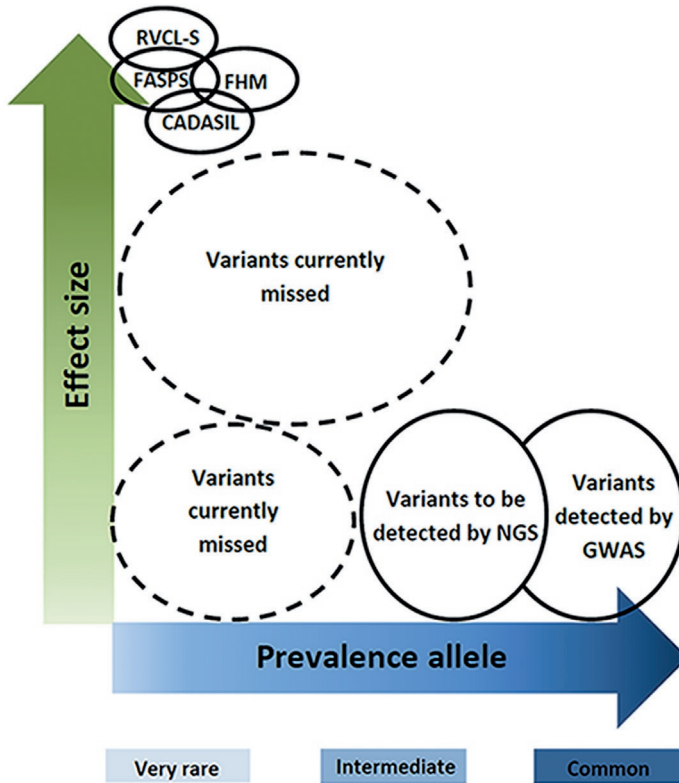 RVCL-S
FASPS
FHM
CADASIL
Variants currently
missed
Effect size
Variants
currently
missed
Variants to be
detected by NGS
Variants
detected by
GWAS
Prevalence allele
Very rare
Intermediate
Common